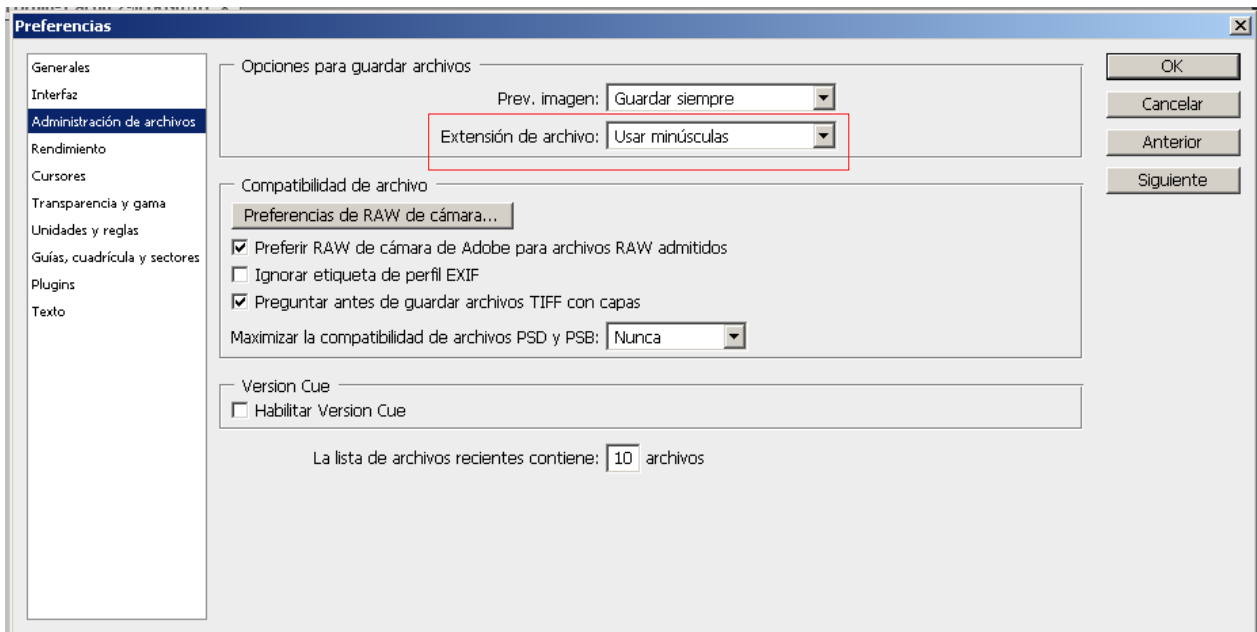 Preferencias
Generales
Interfaz
Administración de archivos
Rendimiento
Cursores
Transparencia y gama
Unidades y reglas
Guías, cuadrícula y sectores
Plugins
Texto
Opciones para guardar archivos
Prev. imagen: Guardar siempre
Extensión de archivo: Usar minúsculas
Compatibilidad de archivo
Preferencias de RAW de cámara...
Preferir RAW de cámara de Adobe para archivos RAW admitidos
Ignorar etiqueta de perfil EXIF
Preguntar antes de guardar archivos TIFF con capas
Maximizar la compatibilidad de archivos PSD y PSB: Nunca
Version Cue
Habilitar Version Cue
La lista de archivos recientes contiene: 10 archivos
OK
Cancelar
Anterior
Siguiente